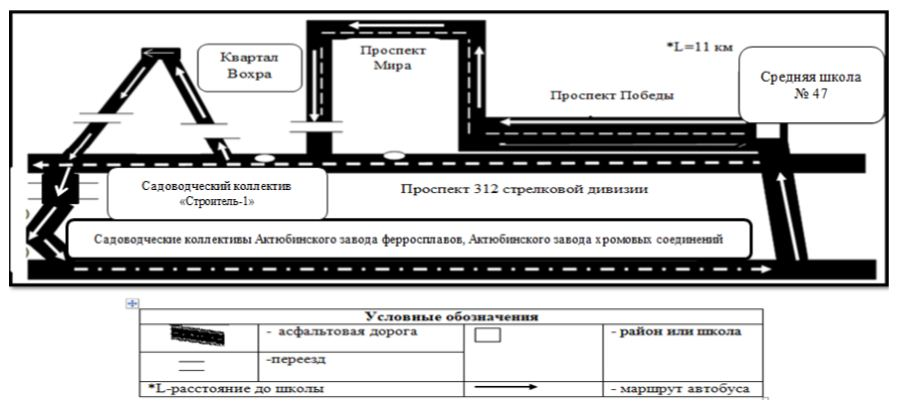 Квартал
Вохра
Проспект
Мира
*L=11 км
Средняя школа
№ 47
Проспект Победы
Садоводческий коллектив
«Строитель-1»
Проспект 312 стрелковой дивизии
Садоводческие коллективы Актюбинского завода ферросплавов, Актюбинского завода хромовых соединений
Условные обозначения
- асфальтовая дорога
- район или школа
-переезд
*L-расстояние до школы
- маршрут автобуса